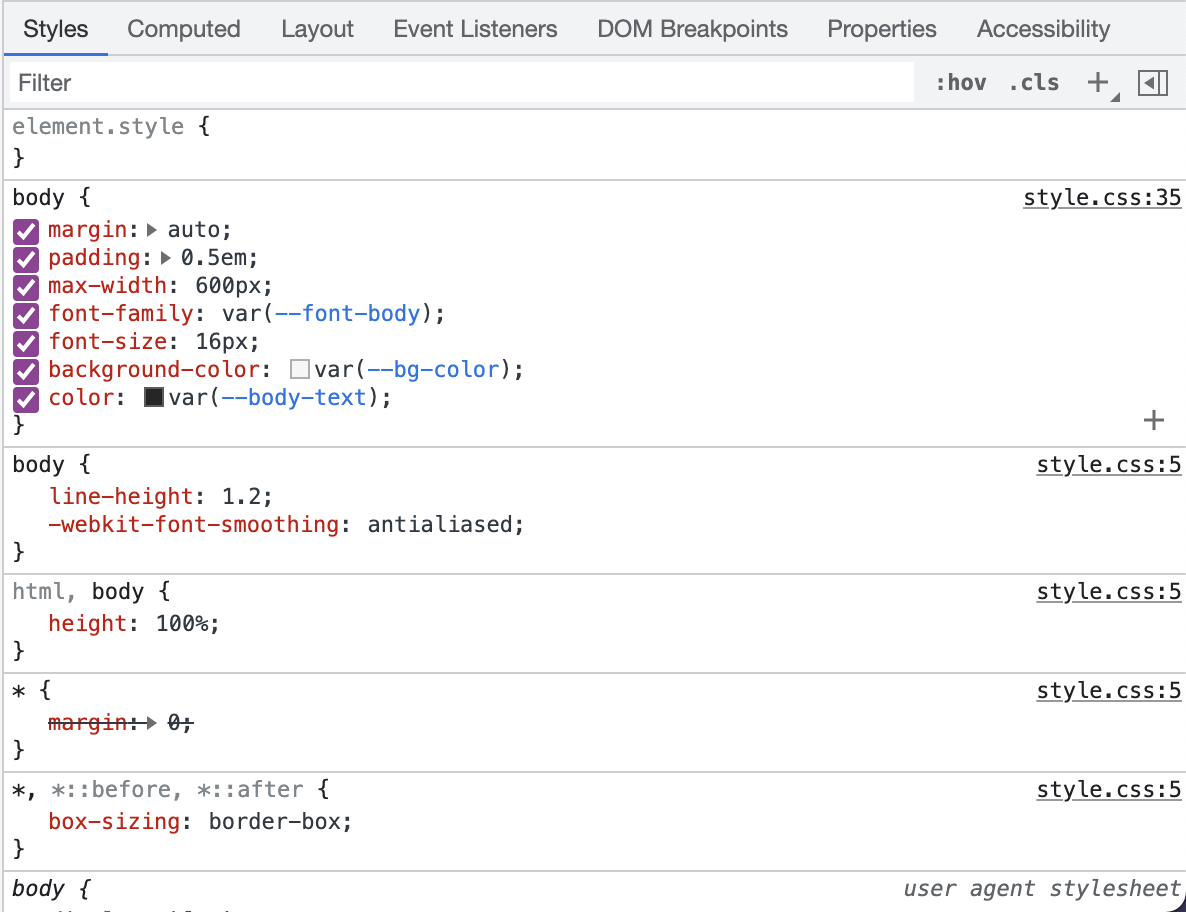 Styles Computed Layout Event Listeners DOM Breakpoints Properties Accessibility
Filter :hov .cls
element.style {
}
body { style.css:35
margin: auto;
padding: 0.5em;
max-width: 600px;
font-family: var(--font-body);
font-size: 16px;
background-color: var(--bg-color);
color: var(--body-text);
}
body { style.css:5
line-height: 1.2;
-webkit-font-smoothing: antialiased;
}
html, body { style.css:5
height: 100%;
}
* { style.css:5
margin: 0;
}
*, *::before, *::after { style.css:5
box-sizing: border-box;
}
body { user agent stylesheet